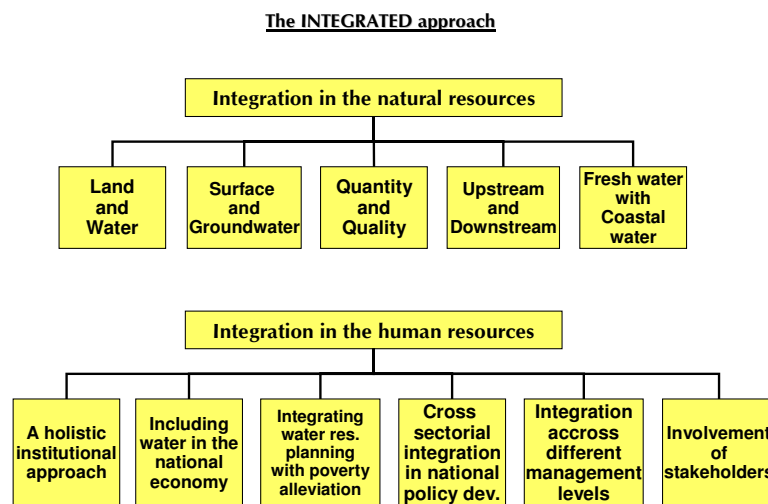 The INTEGRATED approach
Integration in the natural resources
Land
and
Water
Surface
and
Groundwater
Quantity
and
Quality
Upstream
and
Downstream
Fresh water
with
Coastal
water
Integration in the human resources
A holistic
institutional
approach
Including
water in the
national
economy
Integrating
water res.
planning
with poverty
alleviation
Cross
sectorial
integration
in national
policy dev.
Integration
accross
different
management
levels
Involvement
of
stakeholders